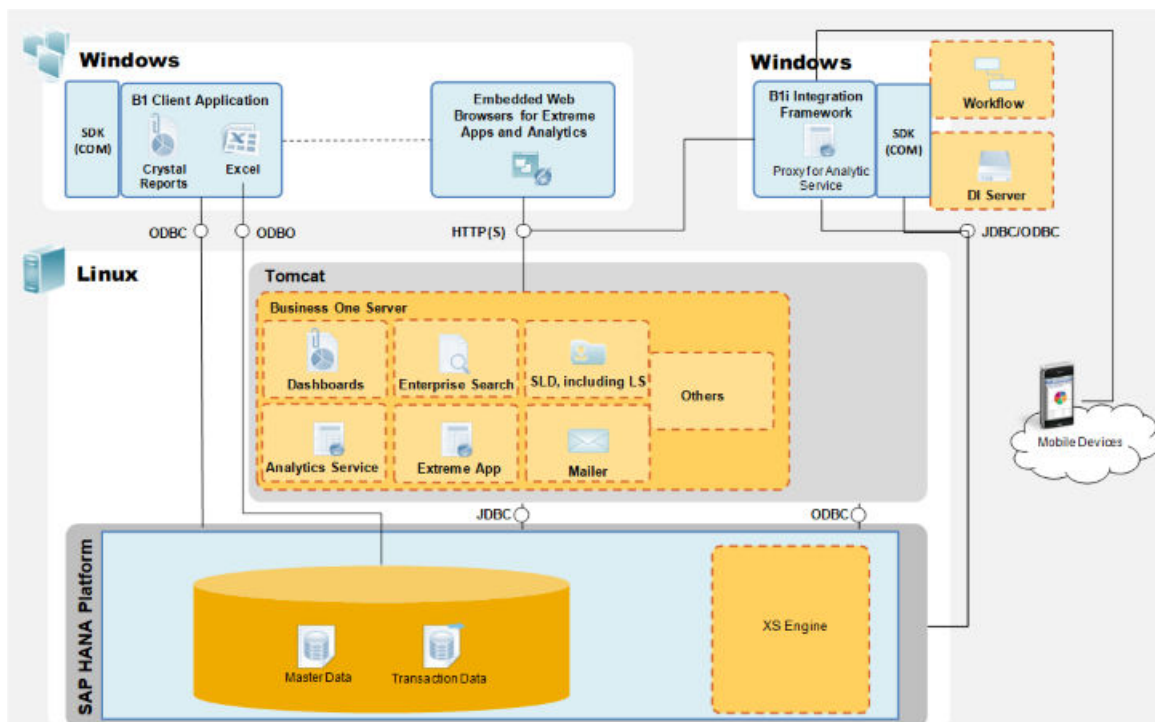 Windows
SDK
(COM)
B1 Client Application
Crystal
Reports
Excel
Embedded Web
Browsers for Extreme
Apps and Analytics
Windows
B1i Integration
Framework
Proxy for Analytic
Service
SDK
(COM)
Workflow
DI Server
ODBC
ODBO
HTTP(S)
JDBC/ODBC
Linux
Tomcat
Business One Server
Dashboards
Enterprise Search
SLD, including LS
Others
Analytics Service
Extreme App
Mailer
Mobile Devices
JDBC
ODBC
SAP HANA Platform
Master Data
Transaction Data
XS Engine